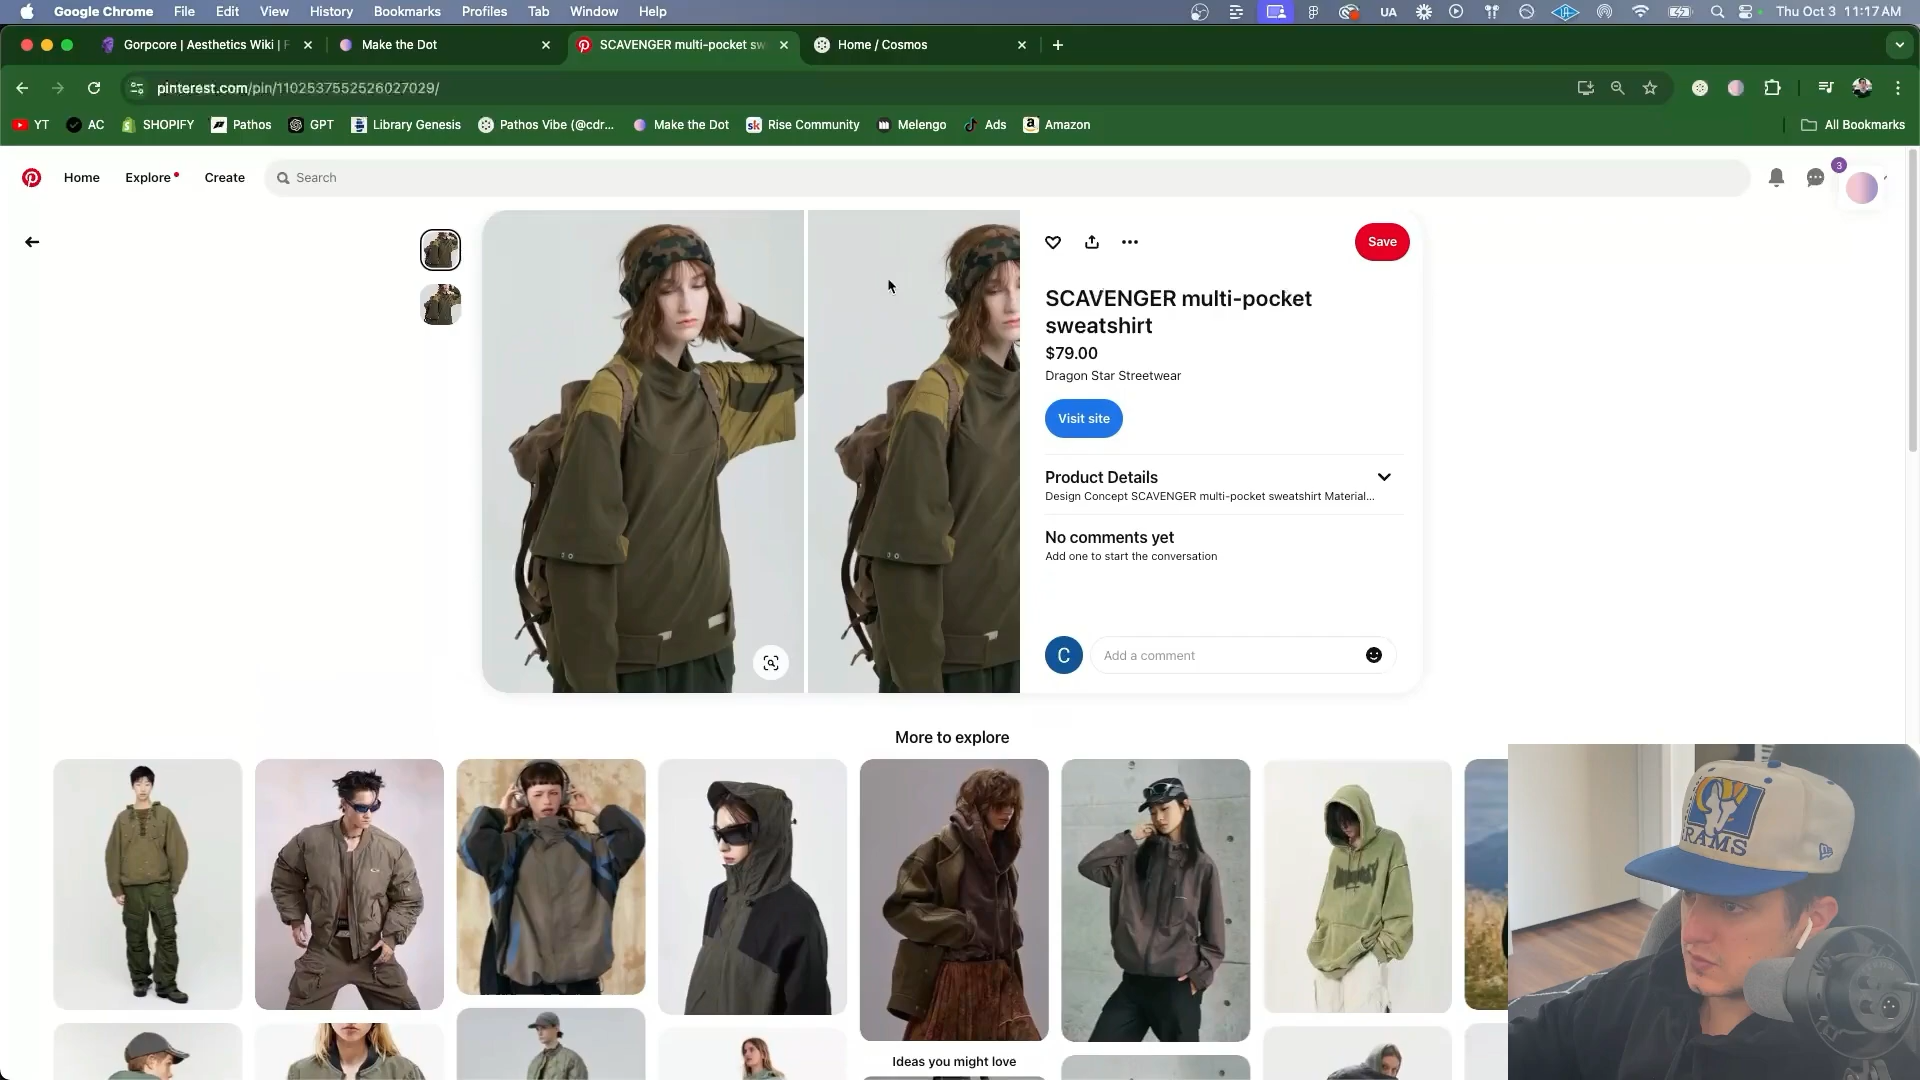 Google Chrome File Edit View History Bookmarks Profiles Tab Window Help UA Thu Oct 3 11:17 AM
Gorpcore | Aesthetics Wiki | F Make the Dot SCAVENGER multi-pocket sw Home / Cosmos
pinterest.com/pin/1102537552526027029/
YT AC SHOPIFY Pathos GPT Library Genesis Pathos Vibe (@cdr... Make the Dot sk Rise Community Melengo Ads Amazon All Bookmarks
Home Explore Create Search 3
Save
SCAVENGER multi-pocket
sweatshirt
$79.00
Dragon Star Streetwear
Visit site
Product Details
Design Concept SCAVENGER multi-pocket sweatshirt Material...
No comments yet
Add one to start the conversation
C Add a comment
More to explore
Ideas you might love
RAMS